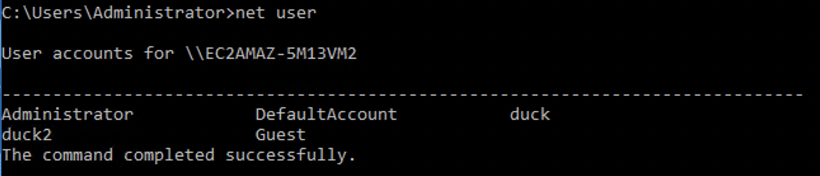 C:\Users\Administrator>net user
User accounts for \\EC2AMAZ-5M13VM2
-------------------------------------------------------------------------------
Administrator            DefaultAccount           duck
duck2                    Guest
The command completed successfully.